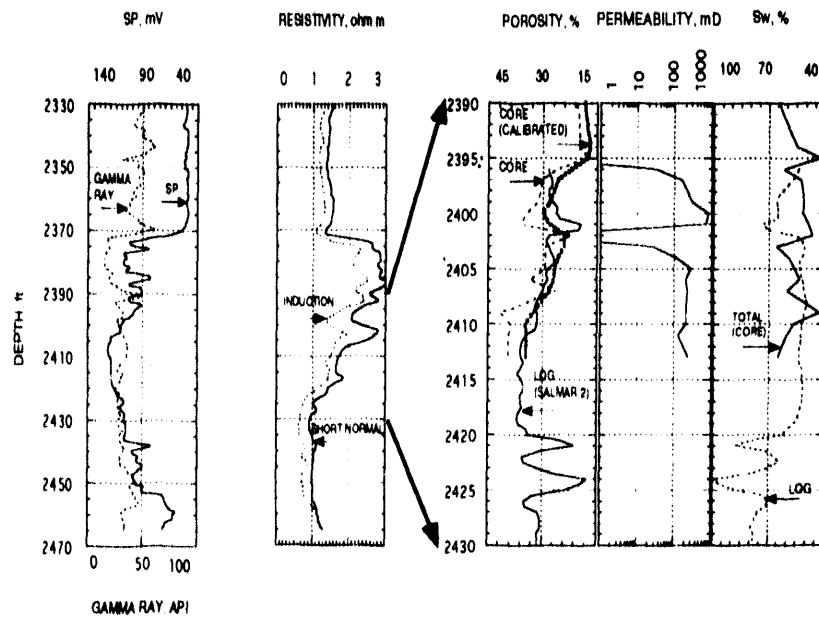 SP, mV
RESISTIVITY, ohm m
POROSITY, %
PERMEABILITY, mD
Sw, %
140 90 40
0 1 2 3
45 30 15
1 10 100 1000
100 70 40
2330
2350
2370
2390
2410
2430
2450
2470
DEPTH ft
GAMMA
RAY
SP
INDUCTION
SHORT NORMAL
2390
2395
2400
2405
2410
2415
2420
2425
2430
CORE
(CALIBRATED)
CORE
LOG
(SALMAR 2)
TOTAL
(CORE)
LOG
0 50 100
GAMMA RAY, API